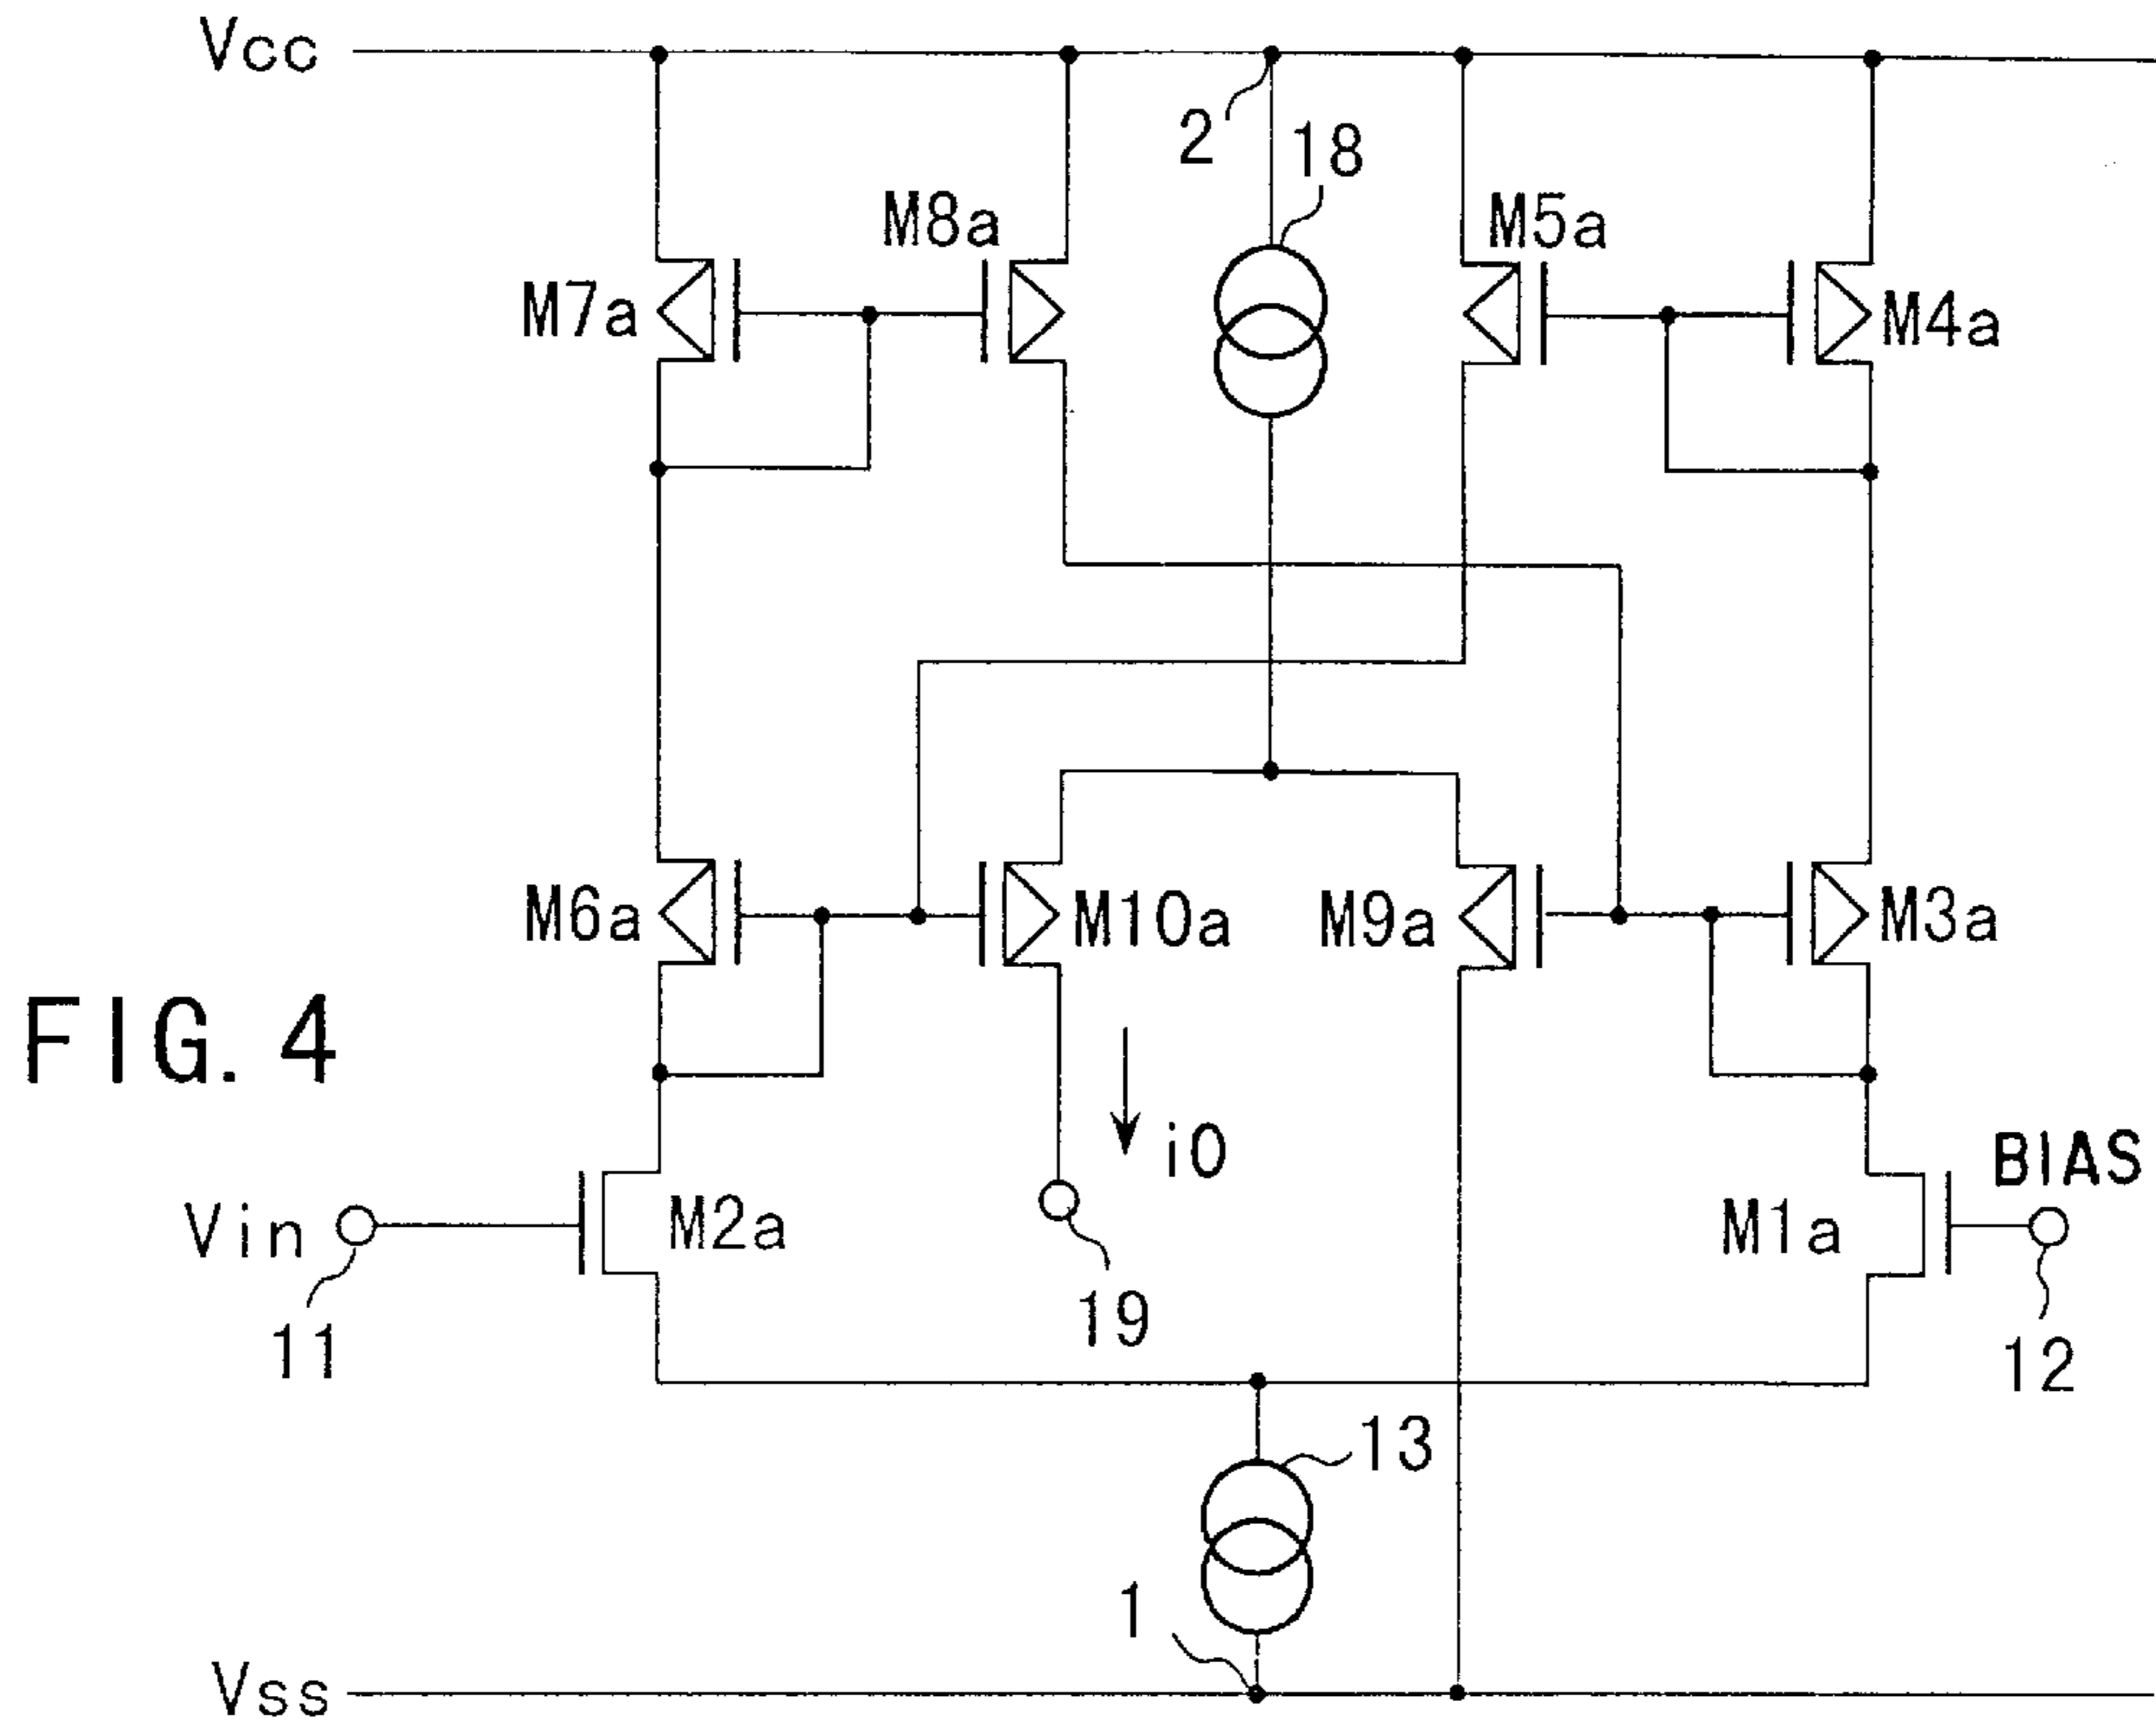 Vcc
2
18
M8a
M5a
M7a
M4a
M6a
M10a
M9a
M3a
FIG. 4
i0
BIAS
Vin
M2a
M1a
11
19
12
13
1
Vss